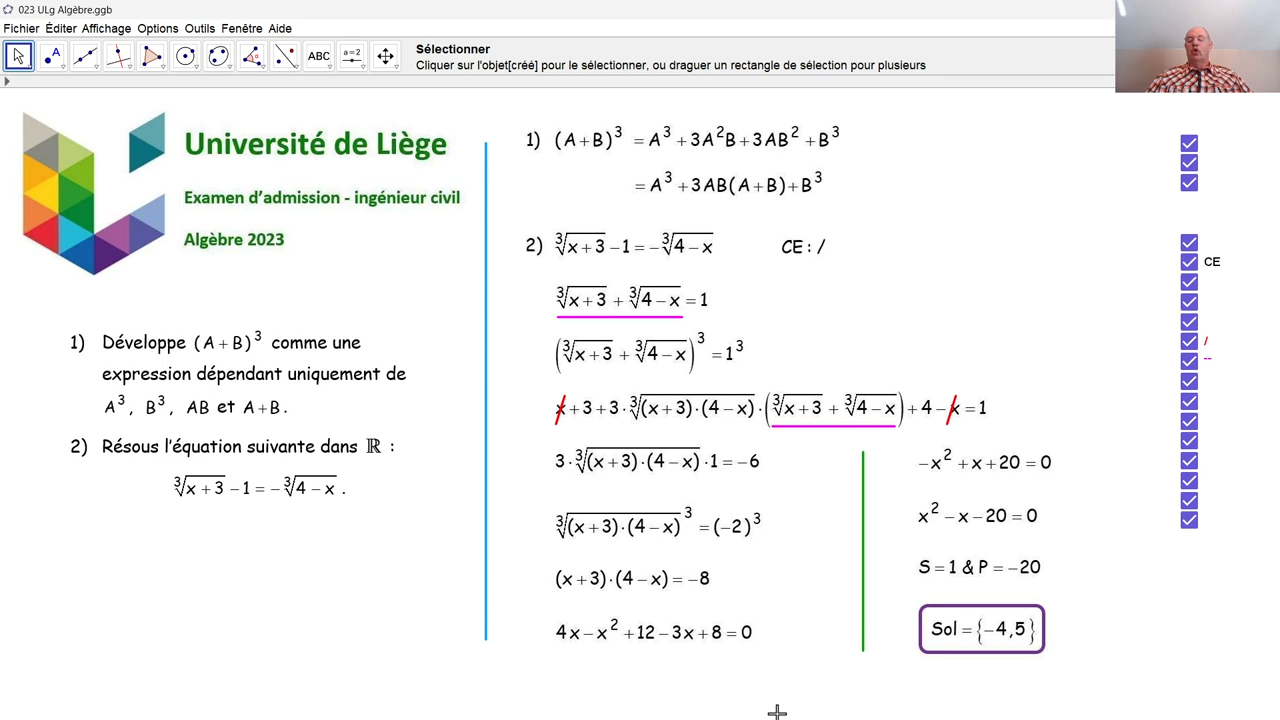 023 ULg Algèbre.ggb
Fichier Éditer Affichage Options Outils Fenêtre Aide
A ABC a=2
Sélectionner
Cliquer sur l'objet[créé] pour le sélectionner, ou draguer un rectangle de sélection pour plusieurs
Université de Liège
Examen d'admission - ingénieur civil
Algèbre 2023
1) Développe (A+B)³ comme une
expression dépendant uniquement de
A³, B³, AB et A+B.
2) Résous l'équation suivante dans ℝ :
∛(x+3) − 1 = −∛(4−x) .
1) (A+B)³ = A³ + 3A²B + 3AB² + B³
= A³ + 3AB(A+B) + B³
2) ∛(x+3) − 1 = −∛(4−x) CE : /
∛(x+3) + ∛(4−x) = 1
(∛(x+3) + ∛(4−x))³ = 1³
x + 3 + 3·∛((x+3)·(4−x))·(∛(x+3) + ∛(4−x)) + 4 − x = 1
3·∛((x+3)·(4−x))·1 = −6
∛((x+3)·(4−x))³ = (−2)³
(x+3)·(4−x) = −8
4x − x² + 12 − 3x + 8 = 0
−x² + x + 20 = 0
x² − x − 20 = 0
S = 1 & P = −20
Sol = {−4,5}
CE
/
--